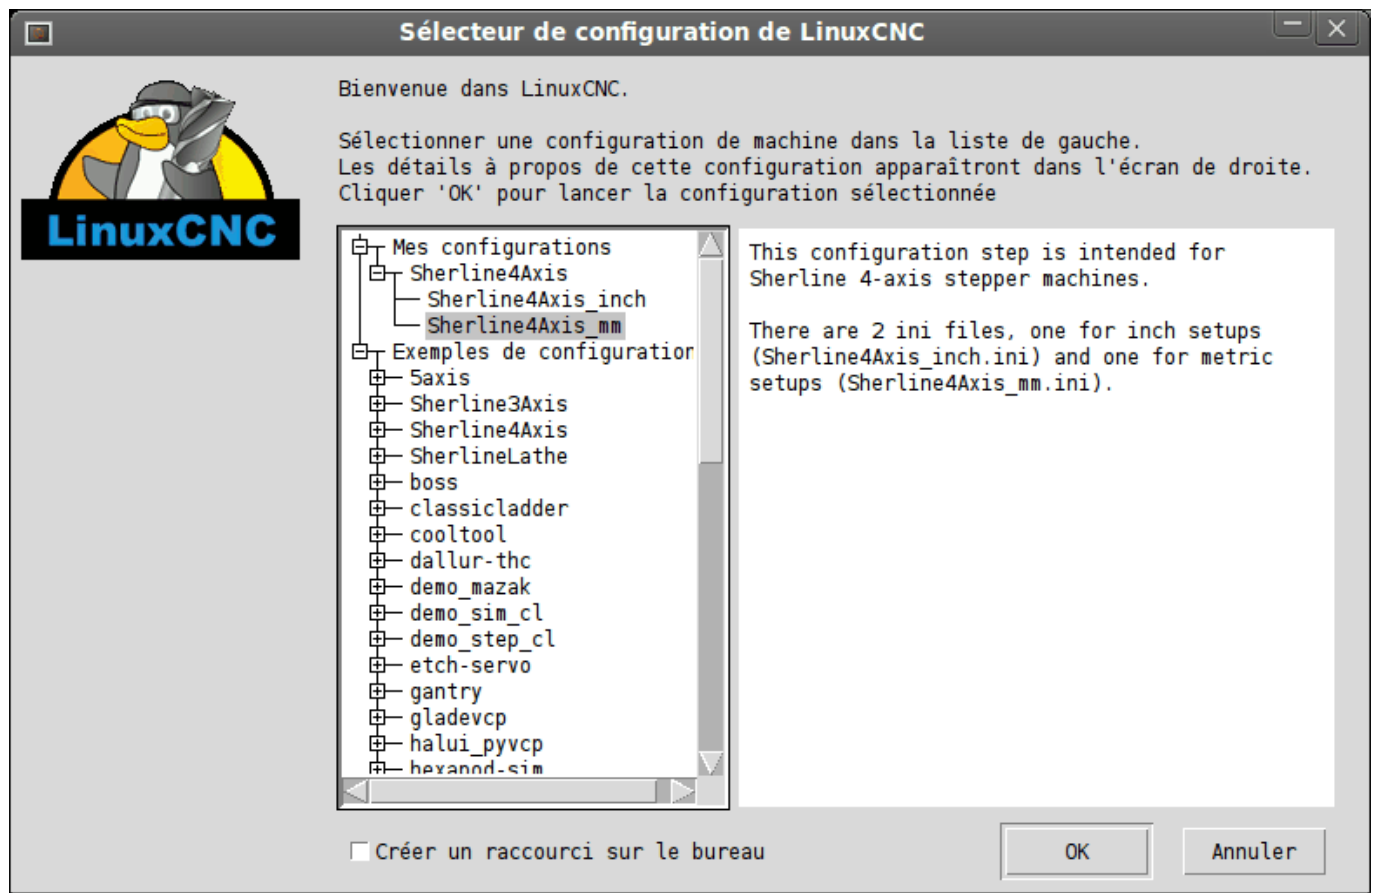 Sélecteur de configuration de LinuxCNC
LinuxCNC
Bienvenue dans LinuxCNC.
Sélectionner une configuration de machine dans la liste de gauche.
Les détails à propos de cette configuration apparaîtront dans l'écran de droite.
Cliquer 'OK' pour lancer la configuration sélectionnée
Mes configurations
Sherline4Axis
Sherline4Axis_inch
Sherline4Axis_mm
Exemples de configuration
5axis
Sherline3Axis
Sherline4Axis
SherlineLathe
boss
classicladder
cooltool
dallur-thc
demo_mazak
demo_sim_cl
demo_step_cl
etch-servo
gantry
gladevcp
halui_pyvcp
hexapod-sim
This configuration step is intended for
Sherline 4-axis stepper machines.
There are 2 ini files, one for inch setups
(Sherline4Axis_inch.ini) and one for metric
setups (Sherline4Axis_mm.ini).
Créer un raccourci sur le bureau
OK
Annuler